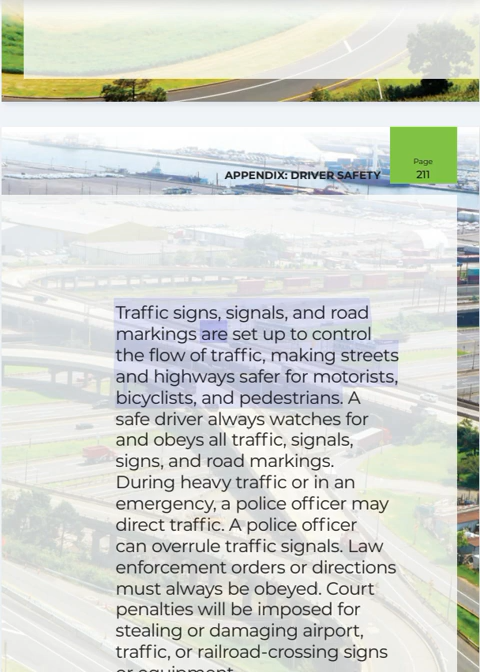 APPENDIX: DRIVER SAFETY
Page
211
Traffic signs, signals, and road
markings are set up to control
the flow of traffic, making streets
and highways safer for motorists,
bicyclists, and pedestrians. A
safe driver always watches for
and obeys all traffic, signals,
signs, and road markings.
During heavy traffic or in an
emergency, a police officer may
direct traffic. A police officer
can overrule traffic signals. Law
enforcement orders or directions
must always be obeyed. Court
penalties will be imposed for
stealing or damaging airport,
traffic, or railroad-crossing signs
or equipment.